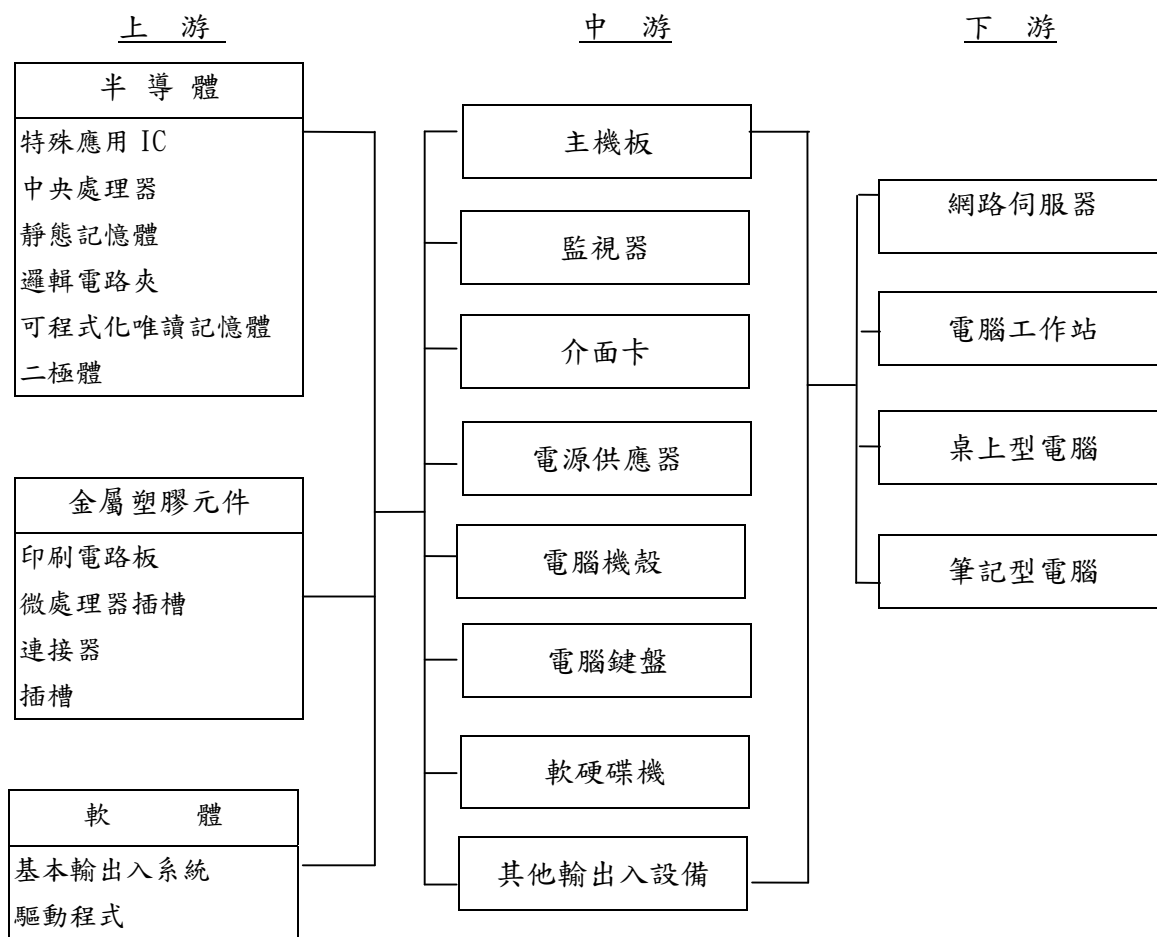 上 游
半 導 體
特殊應用 IC
中央處理器
靜態記憶體
邏輯電路夾
可程式化唯讀記憶體
二極體
金屬塑膠元件
印刷電路板
微處理器插槽
連接器
插槽
軟 體
基本輸出入系統
驅動程式
中 游
主機板
監視器
介面卡
電源供應器
電腦機殼
電腦鍵盤
軟硬碟機
其他輸出入設備
下 游
網路伺服器
電腦工作站
桌上型電腦
筆記型電腦